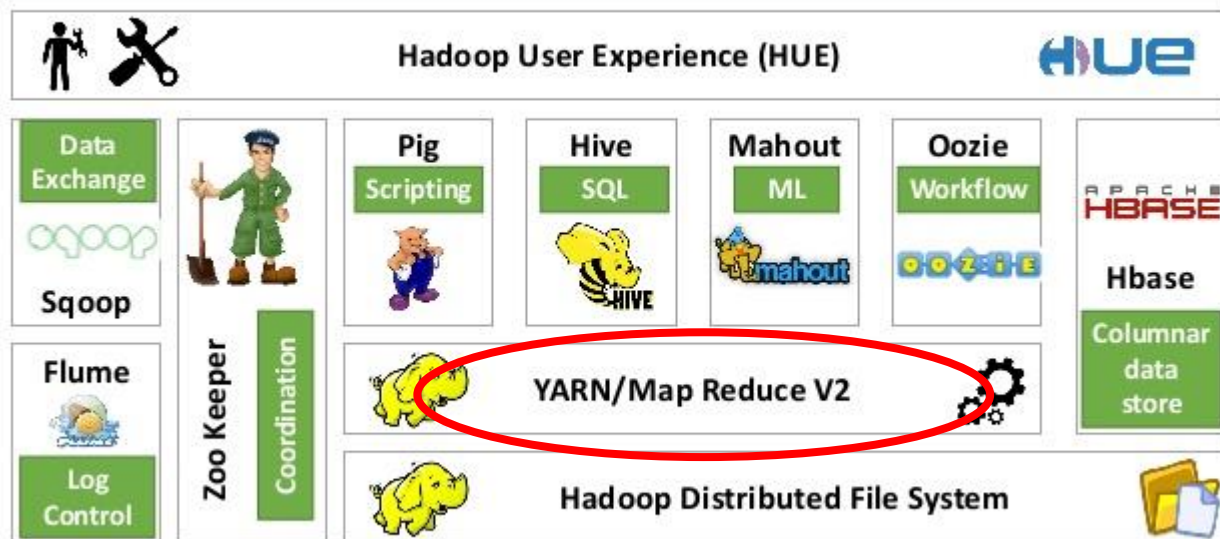 Hadoop User Experience (HUE)
HUE
Data
Exchange
sqoop
Sqoop
Flume
Log
Control
Zoo Keeper
Coordination
Pig
Scripting
Hive
SQL
HIVE
Mahout
ML
mahout
Oozie
Workflow
OOZiE
APACHE
HBASE
Hbase
Columnar
data
store
YARN/Map Reduce V2
Hadoop Distributed File System